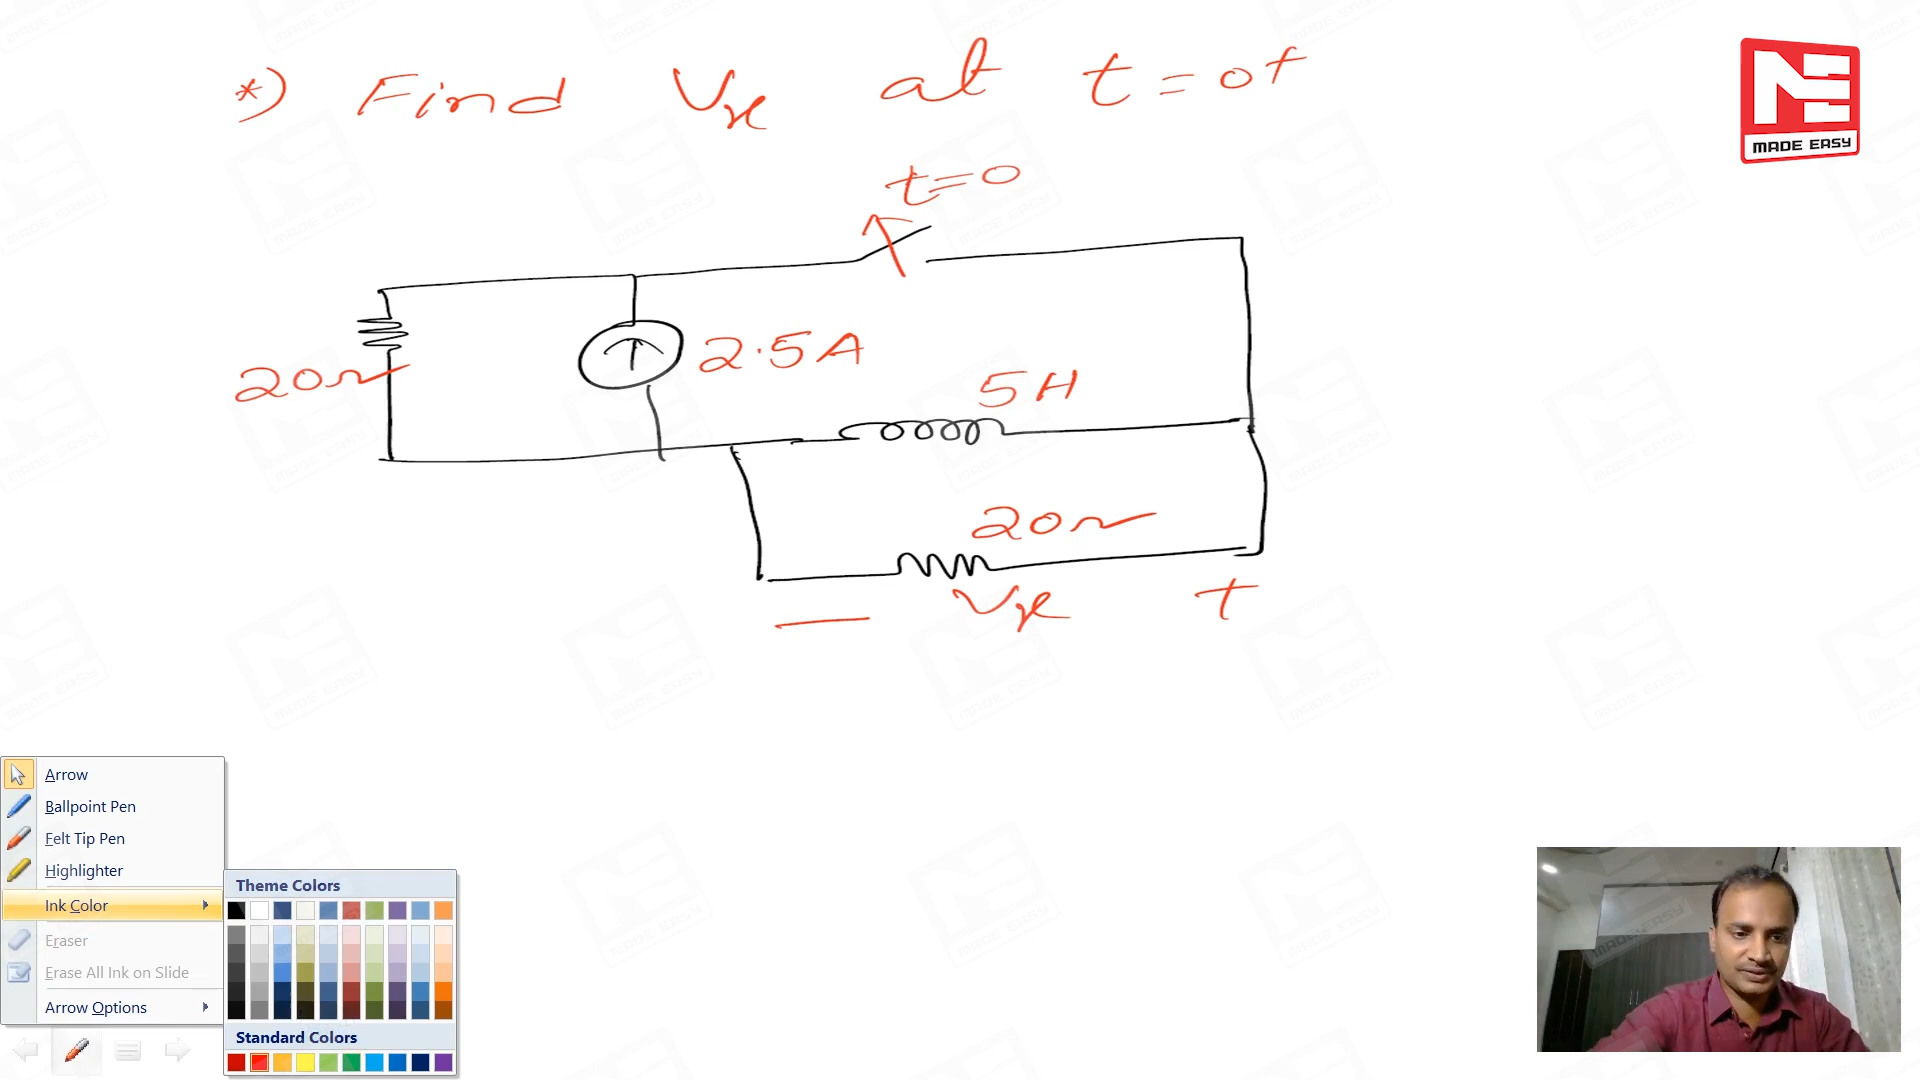 *) Find Vx at t=0+
MADE EASY
t=0
2.5A
20Ω
5H
20Ω
— Vx +
Arrow
Ballpoint Pen
Felt Tip Pen
Highlighter
Ink Color
Eraser
Erase All Ink on Slide
Arrow Options
Theme Colors
Standard Colors